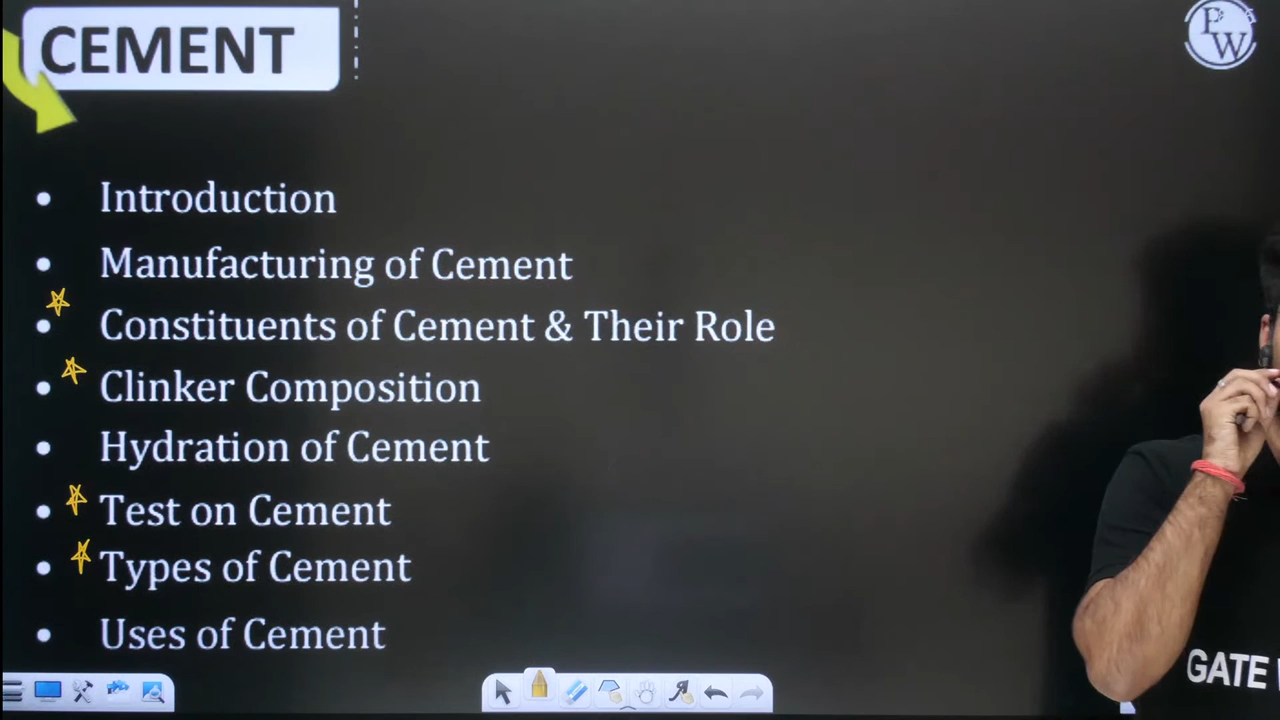 CEMENT
PW
• Introduction
• Manufacturing of Cement
• Constituents of Cement & Their Role
• Clinker Composition
• Hydration of Cement
• Test on Cement
• Types of Cement
• Uses of Cement
GATE